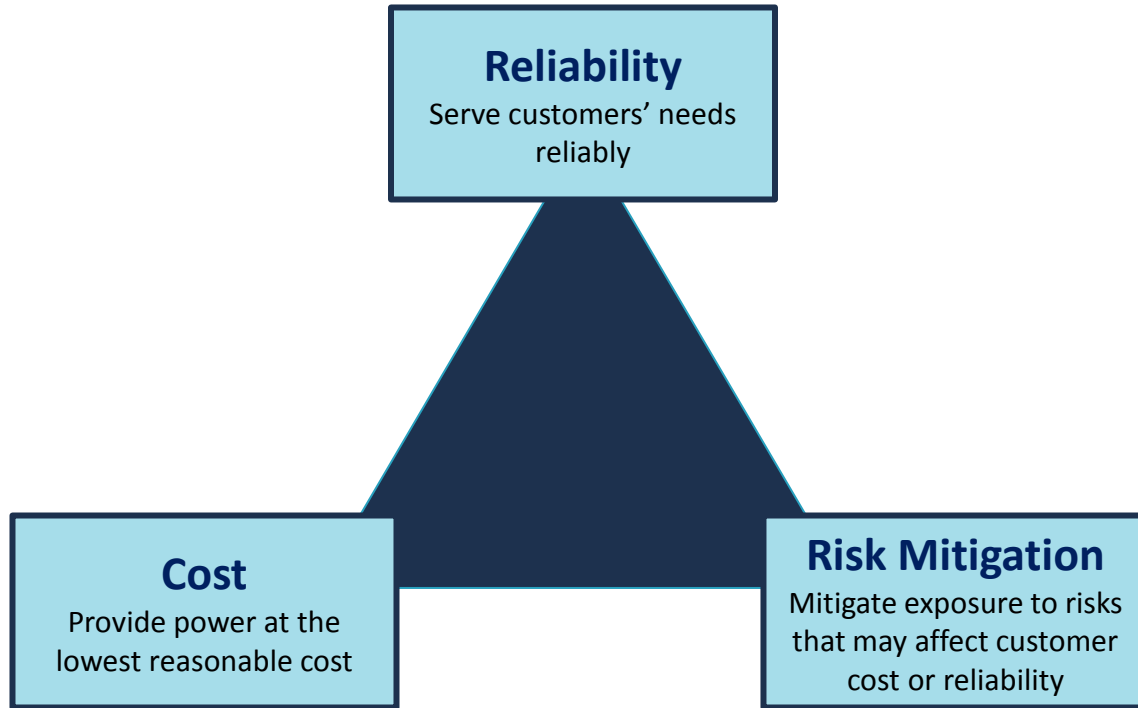 Reliability
Serve customers’ needs
reliably
Cost
Provide power at the
lowest reasonable cost
Risk Mitigation
Mitigate exposure to risks
that may affect customer
cost or reliability